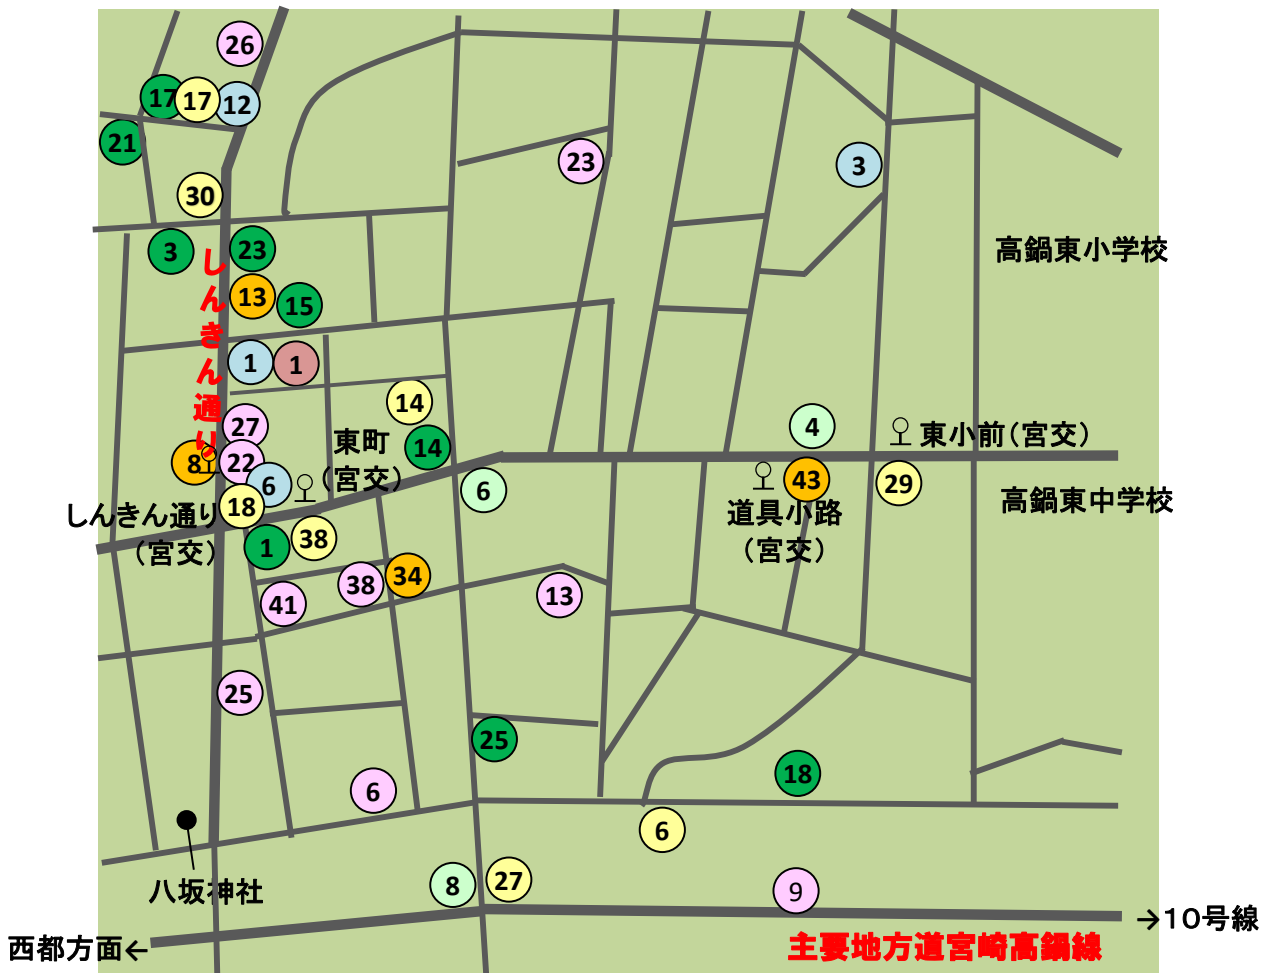 26
17
17
12
21
23
3
30
高鍋東小学校
3
23
しんきん通り
13
15
1
1
14
27
4
東小前（宮交）
東町
（宮交）
14
8
22
6
6
43
29
高鍋東中学校
18
しんきん通り
（宮交）
道具小路
（宮交）
1
38
38
34
13
41
25
25
18
6
6
八坂神社
8
27
9
→10号線
西都方面←
主要地方道宮崎高鍋線